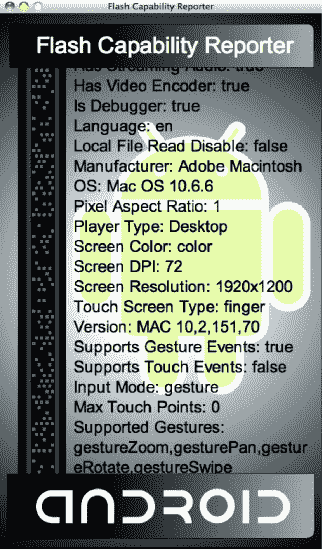 Flash Capability Reporter
Flash Capability Reporter
Has Streaming Audio: true
Has Video Encoder: true
Is Debugger: true
Language: en
Local File Read Disable: false
Manufacturer: Adobe Macintosh
OS: Mac OS 10.6.6
Pixel Aspect Ratio: 1
Player Type: Desktop
Screen Color: color
Screen DPI: 72
Screen Resolution: 1920x1200
Touch Screen Type: finger
Version: MAC 10,2,151,70
Supports Gesture Events: true
Supports Touch Events: false
Input Mode: gesture
Max Touch Points: 0
Supported Gestures:
gestureZoom,gesturePan,gestur
eRotate,gestureSwipe
ANDROID